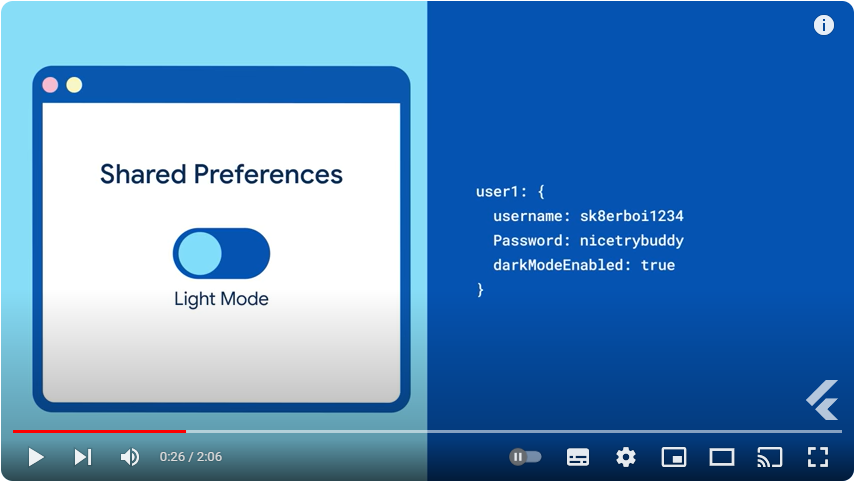 Shared Preferences
Light Mode
user1: {
username: sk8erboi1234
Password: nicetrybuddy
darkModeEnabled: true
}
0:26 / 2:06